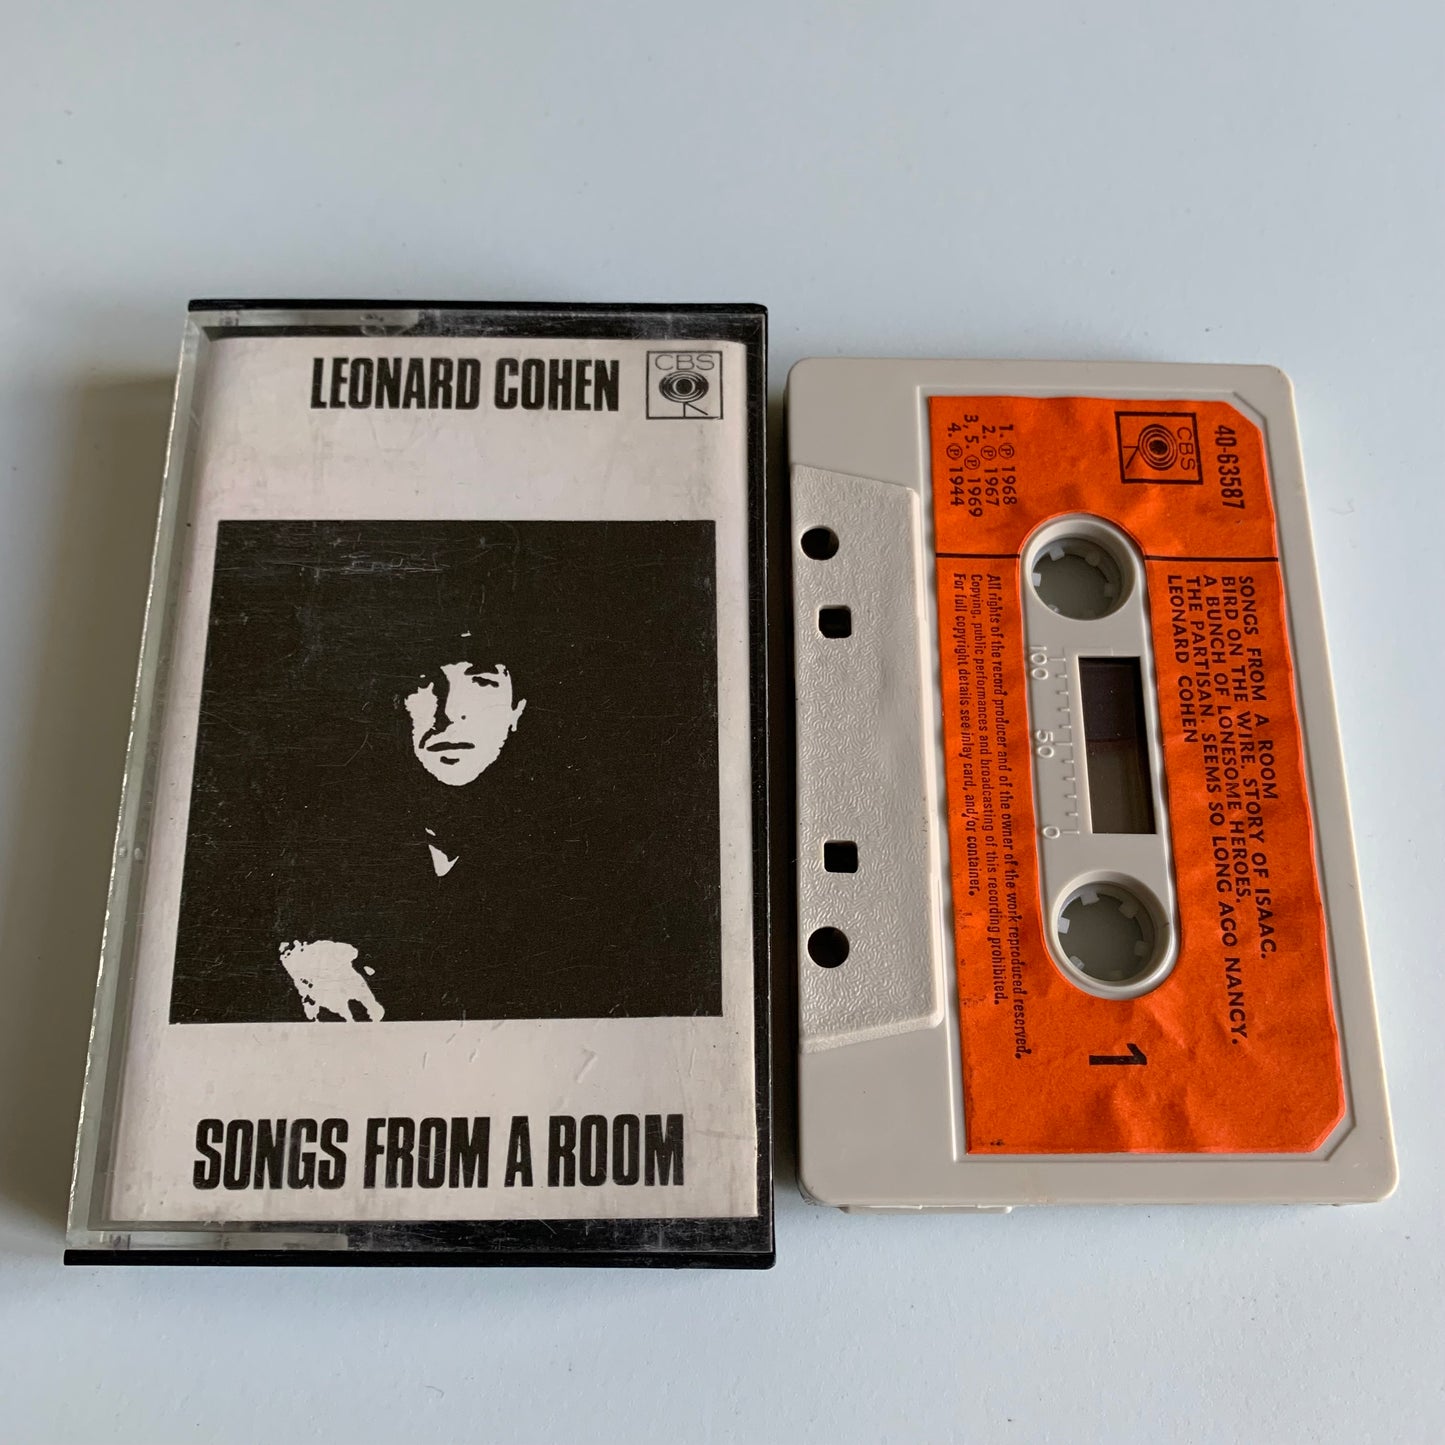 LEONARD COHEN
CBS
SONGS FROM A ROOM
40-63587
CBS
1. ℗ 1968
2. ℗ 1967
3, 5. ℗ 1969
4. ℗ 1944
SONGS FROM A ROOM
BIRD ON THE WIRE. STORY OF ISAAC.
A BUNCH OF LONESOME HEROES.
THE PARTISAN. SEEMS SO LONG AGO NANCY.
LEONARD COHEN
100 50 0
1
All rights of the record producer and of the owner of the work reproduced reserved.
Copying, public performances and broadcasting of this recording prohibited.
For full copyright details see inlay card, and/or container.